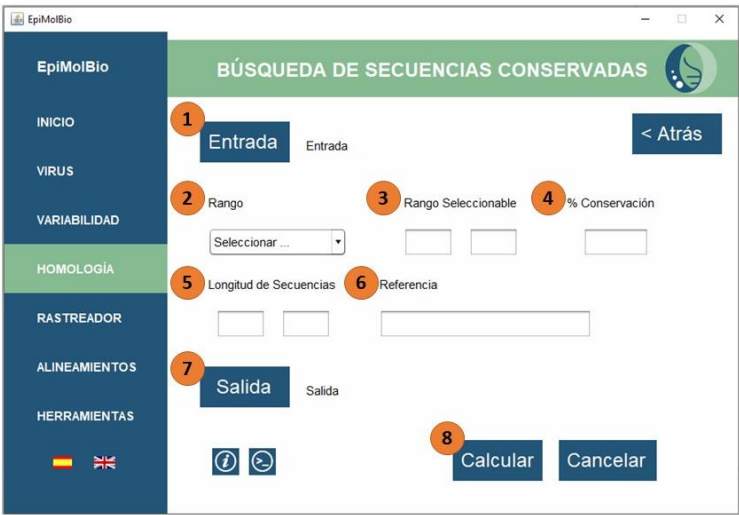 EpiMolBio
EpiMolBio
BÚSQUEDA DE SECUENCIAS CONSERVADAS
INICIO
VIRUS
VARIABILIDAD
HOMOLOGÍA
RASTREADOR
ALINEAMIENTOS
HERRAMIENTAS
1
Entrada
Entrada
< Atrás
2
Rango
3
Rango Seleccionable
4
% Conservación
Seleccionar ...
5
Longitud de Secuencias
6
Referencia
7
Salida
Salida
8
Calcular
Cancelar
i
>_